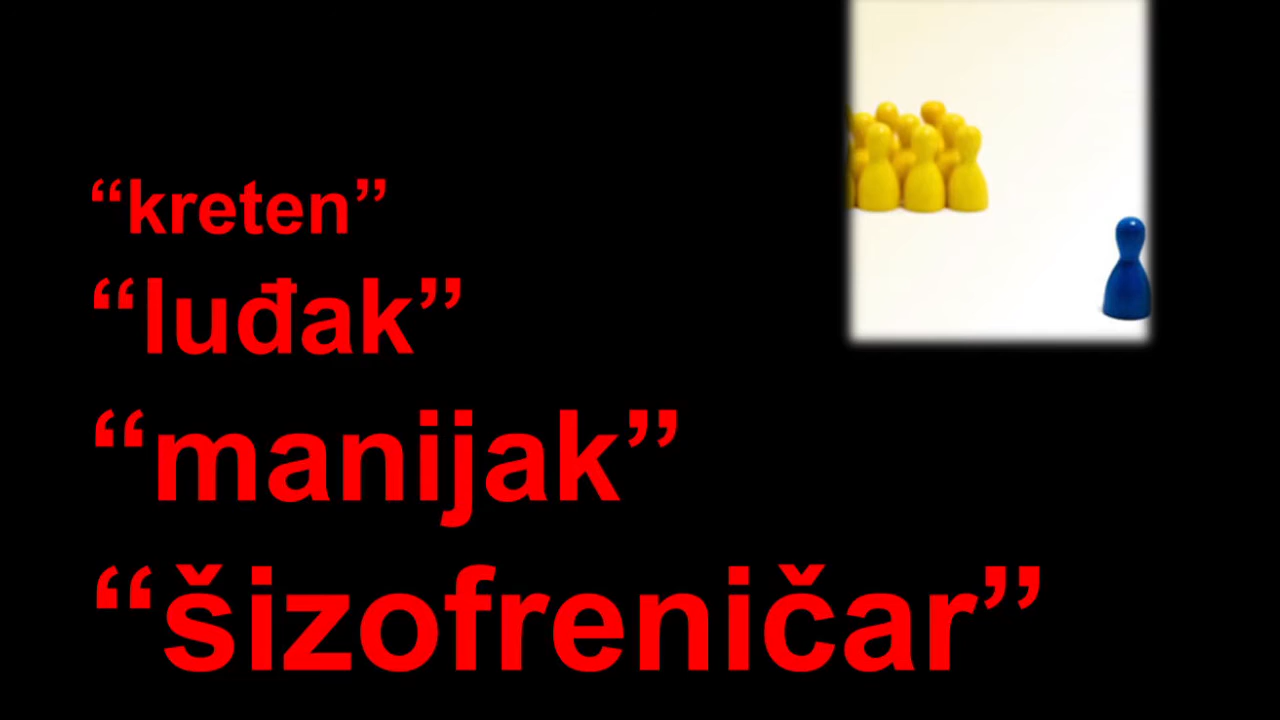 “kreten”
“luđak”
“manijak”
“šizofreničar”